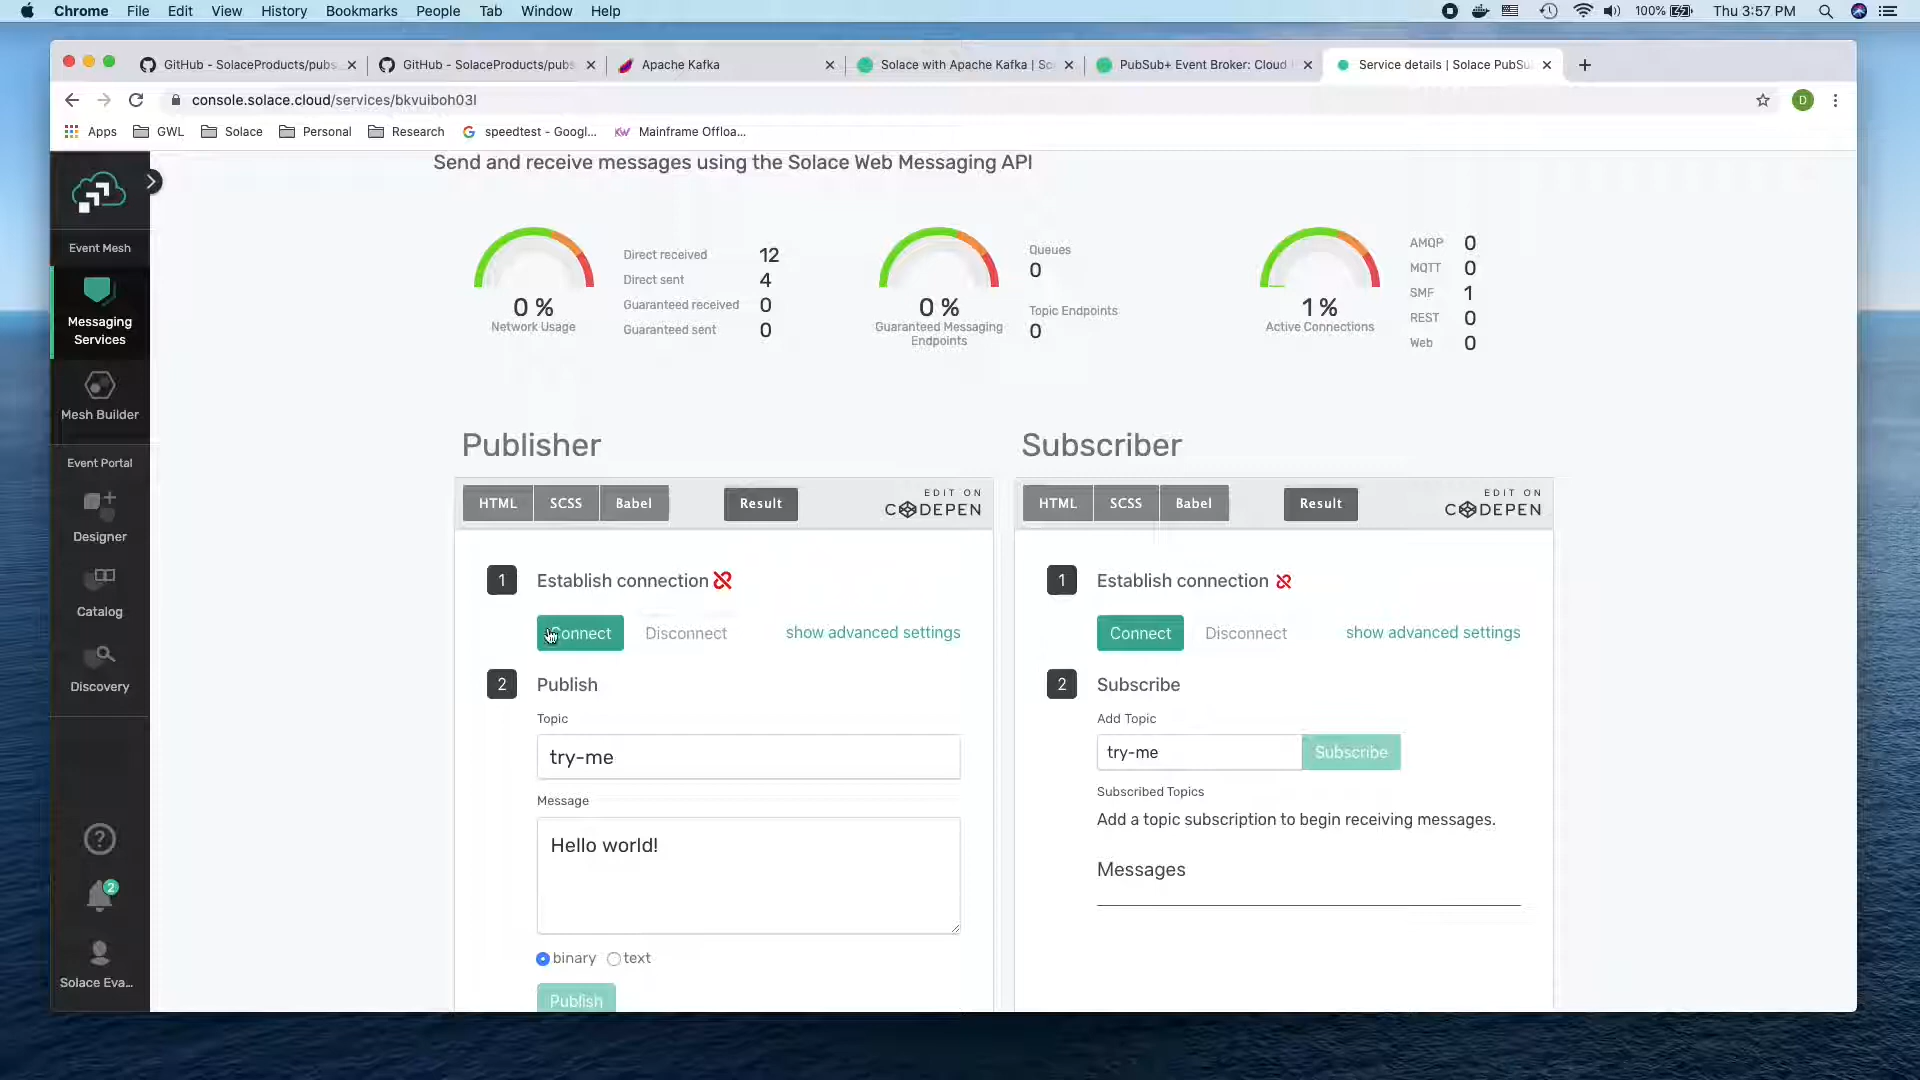 Chrome File Edit View History Bookmarks People Tab Window Help
100% Thu 3:57 PM
GitHub - SolaceProducts/pubs
GitHub - SolaceProducts/pubs
Apache Kafka
Solace with Apache Kafka | So
PubSub+ Event Broker: Cloud
Service details | Solace PubSu
console.solace.cloud/services/bkvuiboh03l
D
Apps GWL Solace Personal Research speedtest - Googl... Mainframe Offloa...
Send and receive messages using the Solace Web Messaging API
Event Mesh
Messaging
Services
Mesh Builder
Event Portal
Designer
Catalog
Discovery
2
Solace Eva...
0 %
Network Usage
Direct received 12
Direct sent 4
Guaranteed received 0
Guaranteed sent 0
0 %
Guaranteed Messaging
Endpoints
Queues
0
Topic Endpoints
0
1 %
Active Connections
AMQP 0
MQTT 0
SMF 1
REST 0
Web 0
Publisher
HTML SCSS Babel Result
EDIT ON
CODEPEN
1 Establish connection
Connect Disconnect show advanced settings
2 Publish
Topic
try-me
Message
Hello world!
binary text
Publish
Subscriber
HTML SCSS Babel Result
EDIT ON
CODEPEN
1 Establish connection
Connect Disconnect show advanced settings
2 Subscribe
Add Topic
try-me Subscribe
Subscribed Topics
Add a topic subscription to begin receiving messages.
Messages